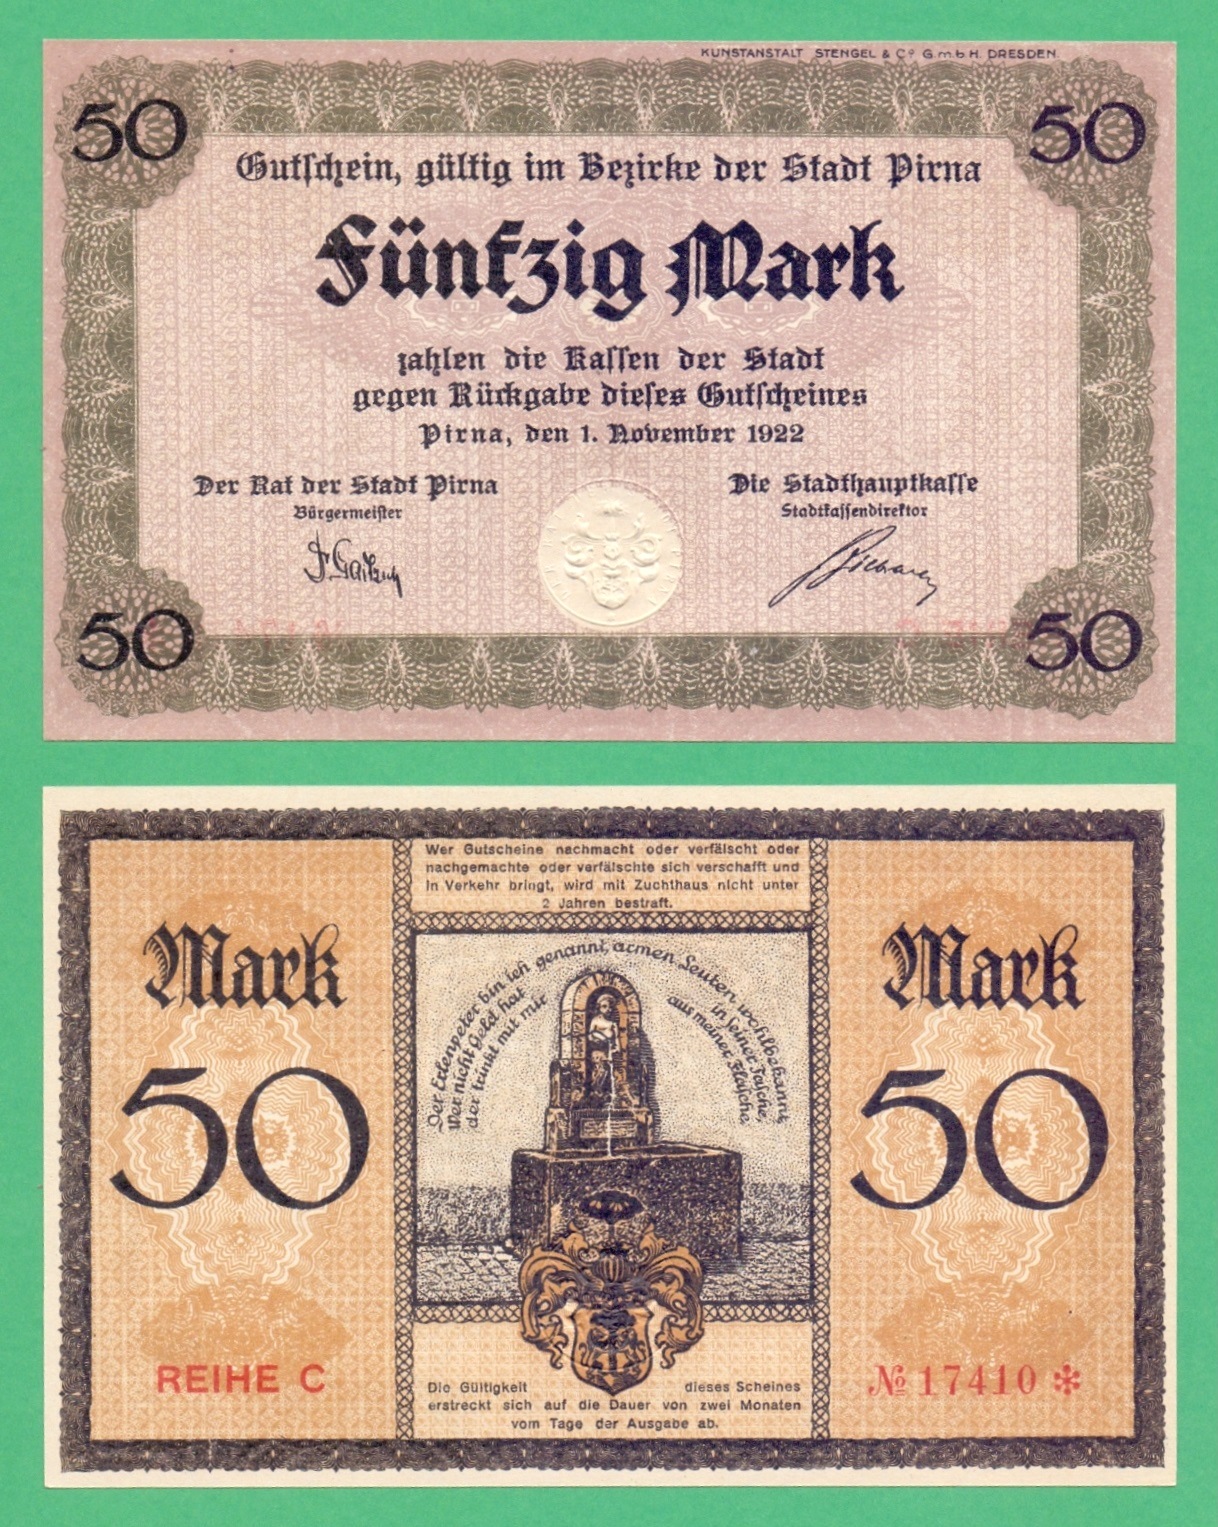 KUNSTANSTALT STENGEL & Co G.m.b.H. DRESDEN.
50 50
Gutschein, gültig im Bezirke der Stadt Pirna
Fünfzig Mark
zahlen die Kassen der Stadt
gegen Rückgabe dieses Gutscheines
Pirna, den 1. November 1922
Der Rat der Stadt Pirna
Bürgermeister
Die Stadthauptkasse
Stadtkassendirektor
50 50
Wer Gutscheine nachmacht oder verfälscht oder
nachgemachte oder verfälschte sich verschafft und
in Verkehr bringt, wird mit Zuchthaus nicht unter
2 Jahren bestraft.
Mark
50
REIHE C
Der Erlenpeter bin ich genannt, armen Leuten wohlbekannt
Wer nicht Geld hat in seiner Tasche,
der trinkt mit mir aus meiner Flasche.
Mark
50
№ 17410 *
Die Gültigkeit dieses Scheines
erstreckt sich auf die Dauer von zwei Monaten
vom Tage der Ausgabe ab.